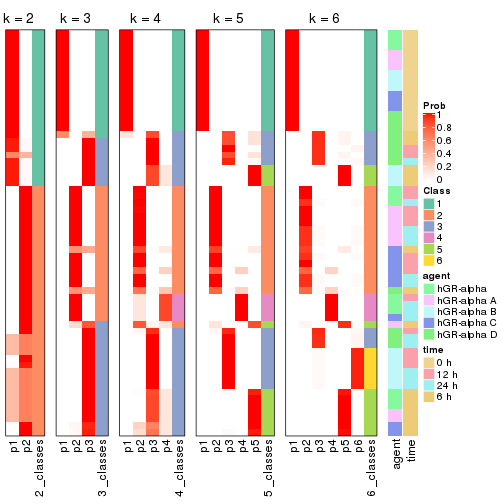 k = 2
k = 3
k = 4
k = 5
k = 6
p1
p2
2_classes
p1
p2
p3
3_classes
p1
p2
p3
p4
4_classes
p1
p2
p3
p4
p5
5_classes
p1
p2
p3
p4
p5
p6
6_classes
agent
time
Prob
1
0.8
0.6
0.4
0.2
0
Class
1
2
3
4
5
6
agent
hGR-alpha
hGR-alpha A
hGR-alpha B
hGR-alpha C
hGR-alpha D
time
0 h
12 h
24 h
6 h